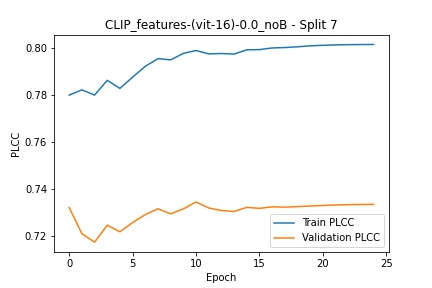 CLIP_features-(vit-16)-0.0_noB - Split 7
0.80
0.78
0.76
0.74
0.72
PLCC
Train PLCC
Validation PLCC
0 5 10 15 20 25
Epoch